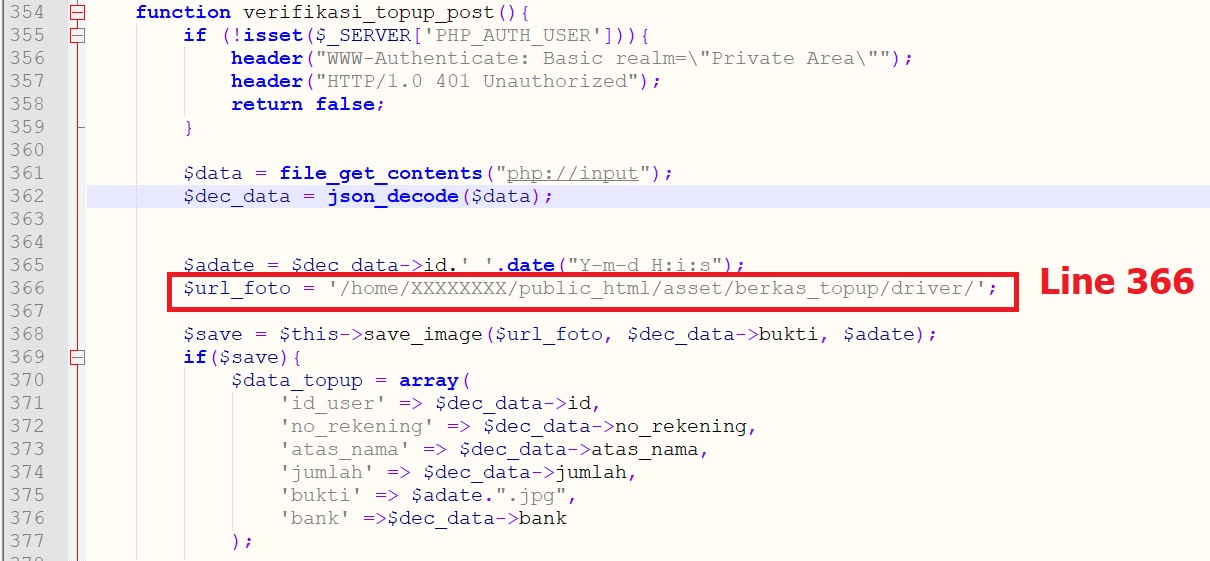 354 function verifikasi_topup_post(){
355 if (!isset($_SERVER['PHP_AUTH_USER'])){
356 header("WWW-Authenticate: Basic realm=\"Private Area\"");
357 header("HTTP/1.0 401 Unauthorized");
358 return false;
359 }
360
361 $data = file_get_contents("php://input");
362 $dec_data = json_decode($data);
363
364
365 $adate = $dec_data->id.' '.date("Y-m-d H:i:s");
366 $url_foto = '/home/XXXXXXXX/public_html/asset/berkas_topup/driver/'; Line 366
367
368 $save = $this->save_image($url_foto, $dec_data->bukti, $adate);
369 if($save){
370 $data_topup = array(
371 'id_user' => $dec_data->id,
372 'no_rekening' => $dec_data->no_rekening,
373 'atas_nama' => $dec_data->atas_nama,
374 'jumlah' => $dec_data->jumlah,
375 'bukti' => $adate.".jpg",
376 'bank' =>$dec_data->bank
377 );